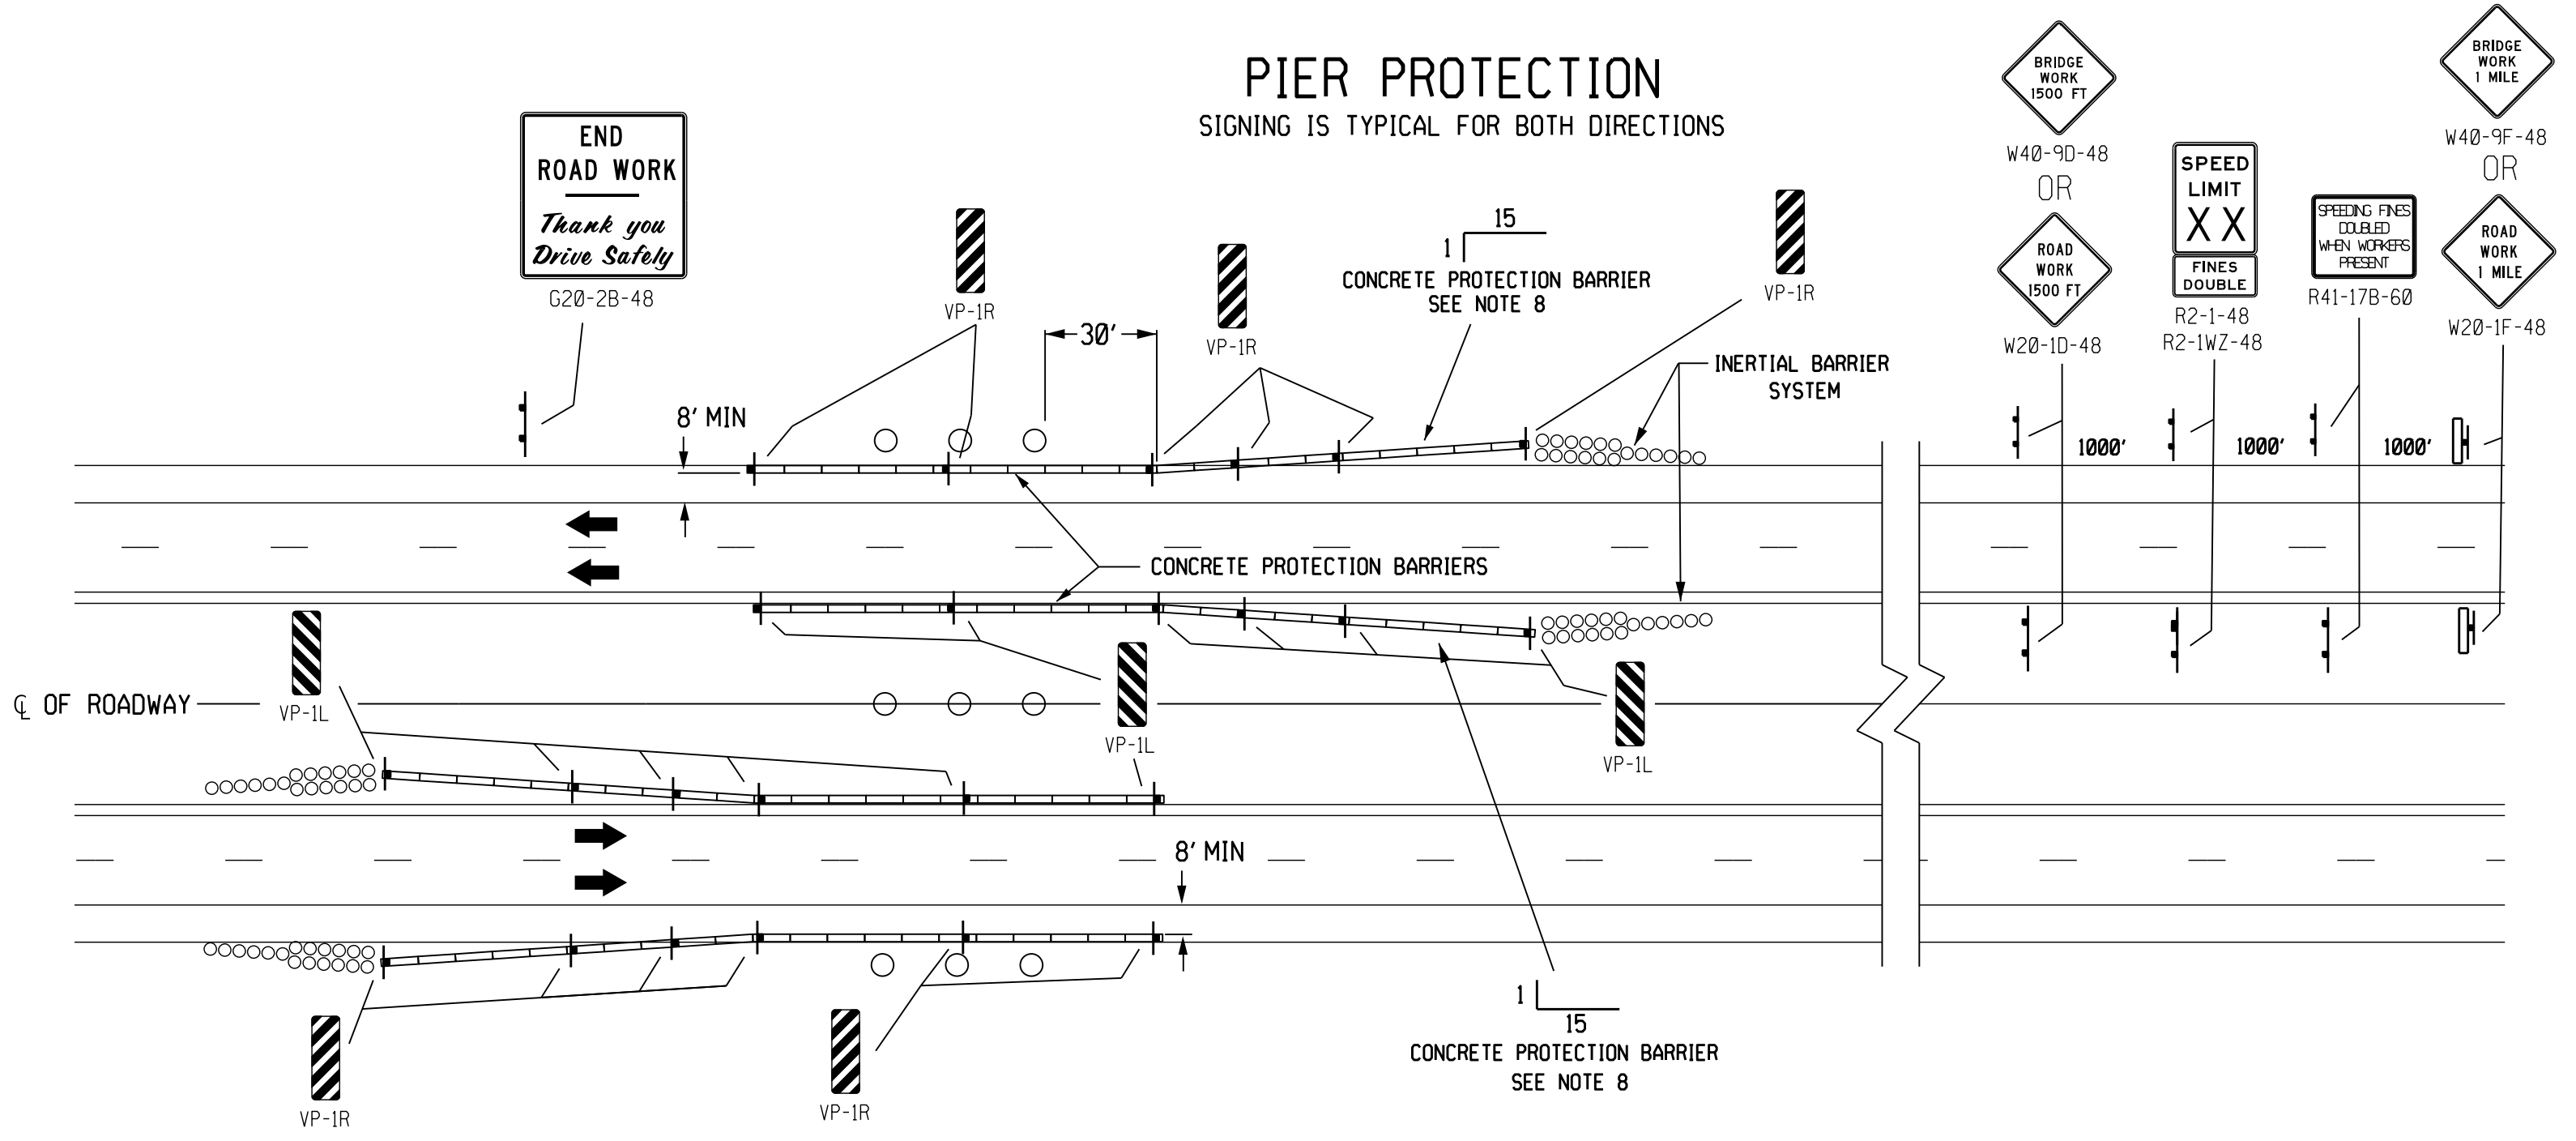 PIER PROTECTION
SIGNING IS TYPICAL FOR BOTH DIRECTIONS
END
ROAD WORK
Thank you
Drive Safely
G20-2B-48
VP-1R
VP-1R
1
15
CONCRETE PROTECTION BARRIER
SEE NOTE 8
VP-1R
BRIDGE
WORK
1500 FT
W40-9D-48
OR
ROAD
WORK
1500 FT
W20-1D-48
SPEED
LIMIT
XX
FINES
DOUBLE
R2-1-48
R2-1WZ-48
SPEEDING FINES
DOUBLED
WHEN WORKERS
PRESENT
R41-17B-60
BRIDGE
WORK
1 MILE
W40-9F-48
OR
ROAD
WORK
1 MILE
W20-1F-48
30'
8' MIN
INERTIAL BARRIER
SYSTEM
1000'
1000'
1000'
CONCRETE PROTECTION BARRIERS
℄ OF ROADWAY
VP-1L
VP-1L
VP-1L
8' MIN
1
15
CONCRETE PROTECTION BARRIER
SEE NOTE 8
VP-1R
VP-1R